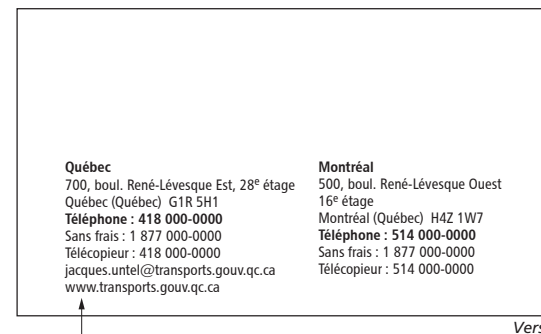 Québec
700, boul. René-Lévesque Est, 28e étage
Québec (Québec)  G1R 5H1
Téléphone : 418 000-0000
Sans frais : 1 877 000-0000
Télécopieur : 418 000-0000
jacques.untel@transports.gouv.qc.ca
www.transports.gouv.qc.ca
Montréal
500, boul. René-Lévesque Ouest
16e étage
Montréal (Québec)  H4Z 1W7
Téléphone : 514 000-0000
Sans frais : 1 877 000-0000
Télécopieur : 514 000-0000
Vers